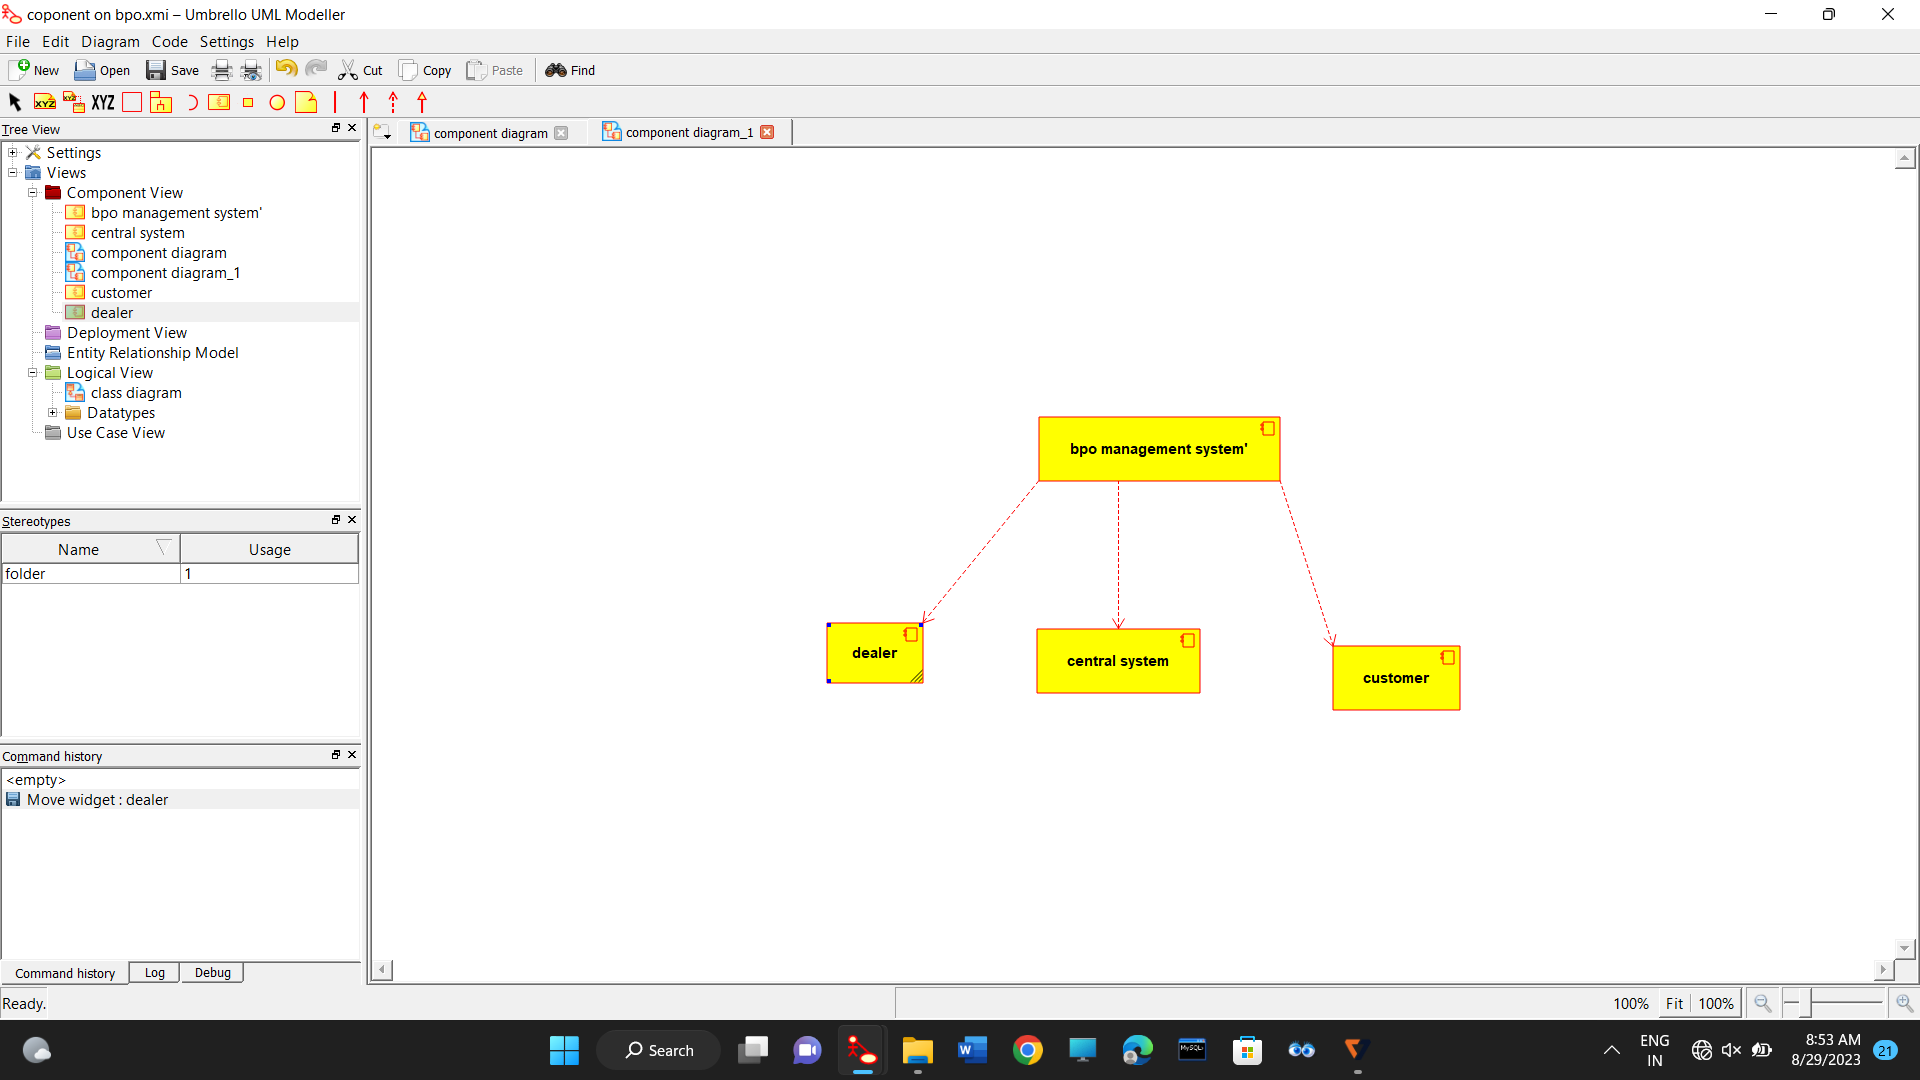 coponent on bpo.xmi – Umbrello UML Modeller
File Edit Diagram Code Settings Help
New Open Save Cut Copy Paste Find
XYZ XYZ XYZ
Tree View
component diagram component diagram_1
Settings
Views
Component View
bpo management system'
central system
component diagram
component diagram_1
customer
dealer
Deployment View
Entity Relationship Model
Logical View
class diagram
Datatypes
Use Case View
bpo management system'
dealer
central system
customer
Stereotypes
Name Usage
folder 1
Command history
<empty>
Move widget : dealer
Command history Log Debug
Ready.
100% Fit 100%
Search
W
MySQL
ENG
IN
8:53 AM
8/29/2023
21